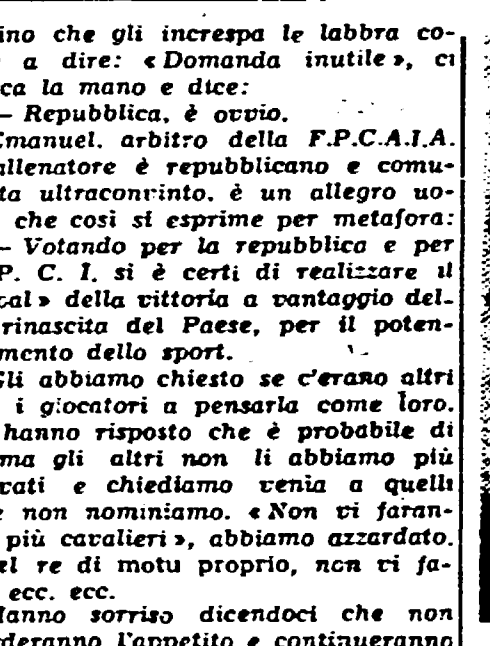 ino che gli increspa le labbra co-
a dire: «Domanda inutile», ci
ca la mano e dice:
— Repubblica, è ovvio.
Emanuel, arbitro della F.P.C.A.I.A.
allenatore è repubblicano e comu-
ta ultraconvinto, è un allegro uo-
che così si esprime per metafora:
— Votando per la repubblica e per
P. C. I. si è certi di realizzare il
cal» della vittoria a vantaggio del-
rinascita del Paese, per il poten-
mento dello sport.
Gli abbiamo chiesto se c'erano altri
i giocatori a pensarla come loro.
hanno risposto che è probabile di
ma gli altri non li abbiamo più
vati e chiediamo venia a quelli
e non nominiamo. «Non vi faran-
più cavalieri», abbiamo azzardato.
el re di motu proprio, non vi fa-
ecc. ecc.
Hanno sorriso dicendoci che non
rderanno l'appetito e continueranno